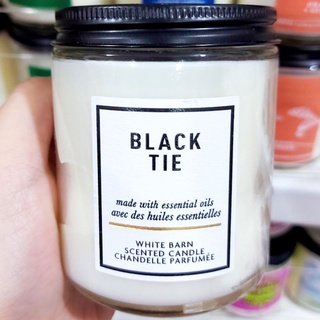 BLACK
TIE
made with essential oils
avec des huiles essentielles
WHITE BARN
SCENTED CANDLE
CHANDELLE PARFUMÉE